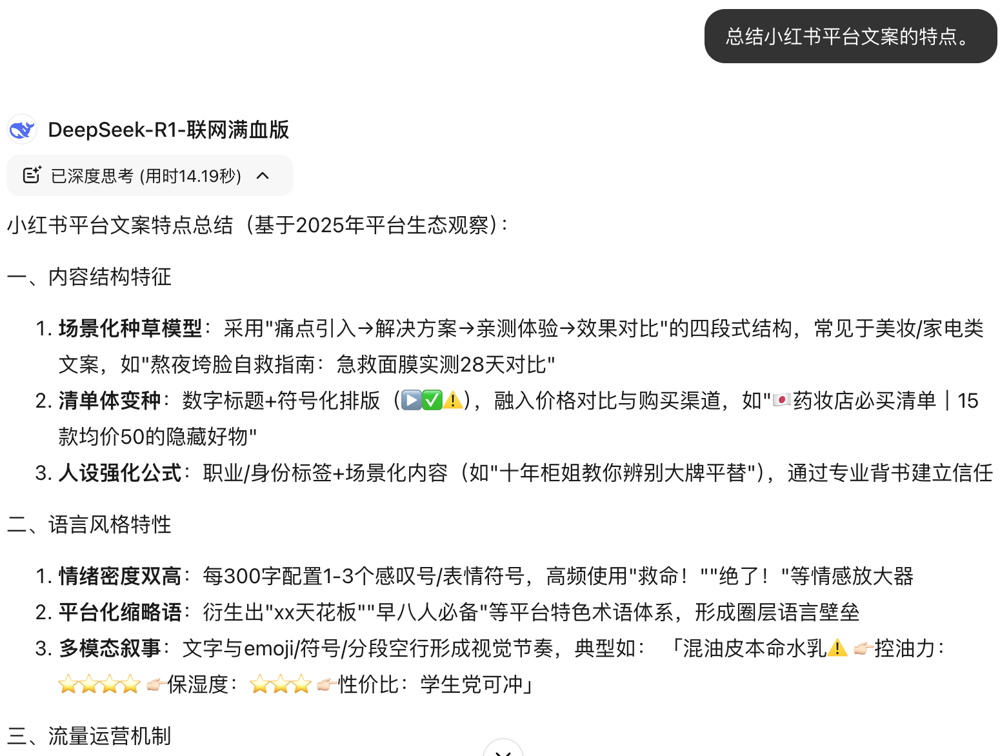 总结小红书平台文案的特点。
DeepSeek-R1-联网满血版
已深度思考 (用时14.19秒)
小红书平台文案特点总结（基于2025年平台生态观察）：
一、内容结构特征
1. 场景化种草模型：采用"痛点引入→解决方案→亲测体验→效果对比"的四段式结构，常见于美妆/家电类
文案，如"熬夜垮脸自救指南：急救面膜实测28天对比"
2. 清单体变种：数字标题+符号化排版（▶️✅⚠️），融入价格对比与购买渠道，如"🇯🇵药妆店必买清单｜15
款均价50的隐藏好物"
3. 人设强化公式：职业/身份标签+场景化内容（如"十年柜姐教你辨别大牌平替"），通过专业背书建立信任
二、语言风格特性
1. 情绪密度双高：每300字配置1-3个感叹号/表情符号，高频使用"救命！""绝了！"等情感放大器
2. 平台化缩略语：衍生出"xx天花板""早八人必备"等平台特色术语体系，形成圈层语言壁垒
3. 多模态叙事：文字与emoji/符号/分段空行形成视觉节奏，典型如：「混油皮本命水乳⚠️ 👉🏻控油力：
⭐⭐⭐⭐ 👉🏻保湿度：⭐⭐⭐ 👉🏻性价比：学生党可冲」
三、流量运营机制